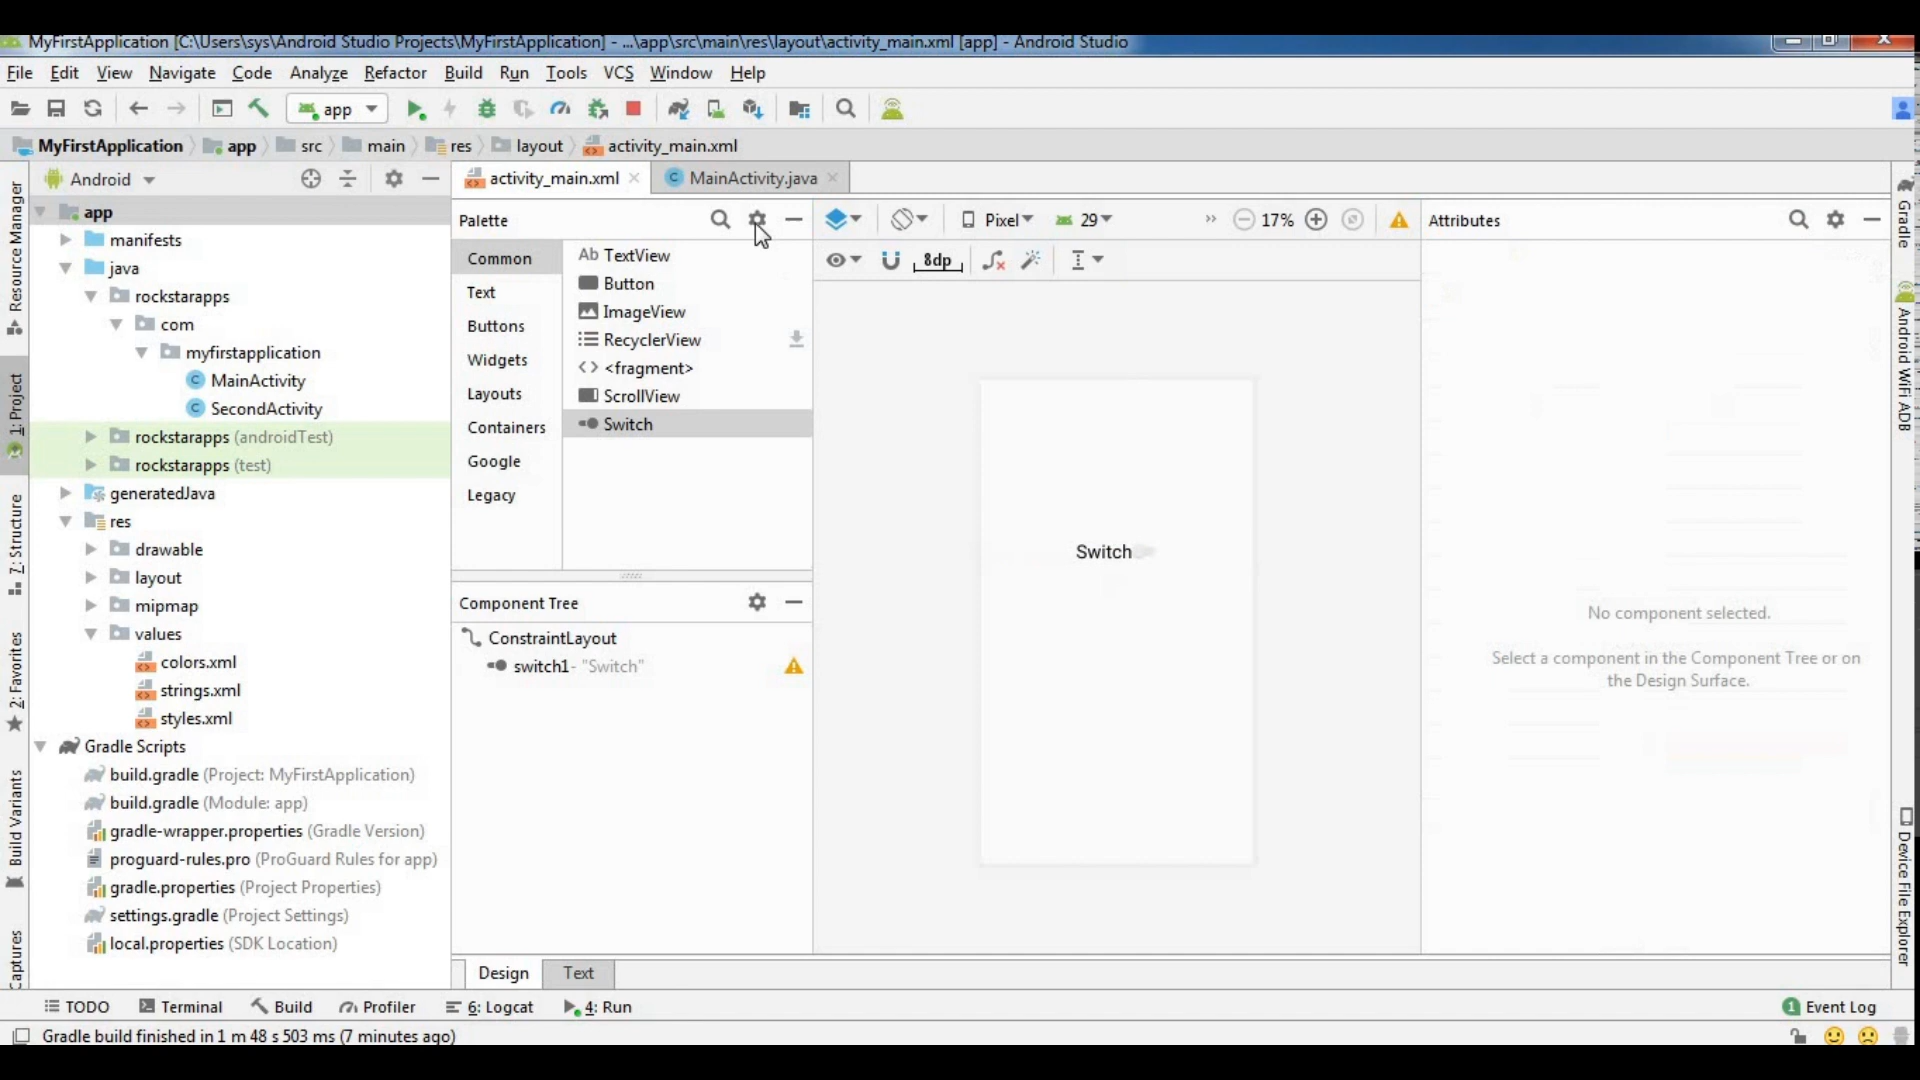 MyFirstApplication [C:\Users\sys\Android Studio Projects\MyFirstApplication] - ...\app\src\main\res\layout\activity_main.xml [app] - Android Studio
File Edit View Navigate Code Analyze Refactor Build Run Tools VCS Window Help
app
MyFirstApplication app src main res layout activity_main.xml
Android
activity_main.xml MainActivity.java
Resource Manager
1: Project
7: Structure
2: Favorites
Build Variants
Captures
app
manifests
java
rockstarapps
com
myfirstapplication
MainActivity
SecondActivity
rockstarapps (androidTest)
rockstarapps (test)
generatedJava
res
drawable
layout
mipmap
values
colors.xml
strings.xml
styles.xml
Gradle Scripts
build.gradle (Project: MyFirstApplication)
build.gradle (Module: app)
gradle-wrapper.properties (Gradle Version)
proguard-rules.pro (ProGuard Rules for app)
gradle.properties (Project Properties)
settings.gradle (Project Settings)
local.properties (SDK Location)
Palette
Common
Text
Buttons
Widgets
Layouts
Containers
Google
Legacy
Ab TextView
Button
ImageView
RecyclerView
<fragment>
ScrollView
Switch
Component Tree
ConstraintLayout
switch1- "Switch"
Pixel 29 17%
8dp
Switch
Attributes
No component selected.
Select a component in the Component Tree or on
the Design Surface.
Gradle
Android WiFi ADB
Device File Explorer
Design Text
TODO Terminal Build Profiler 6: Logcat 4: Run 1 Event Log
Gradle build finished in 1 m 48 s 503 ms (7 minutes ago)